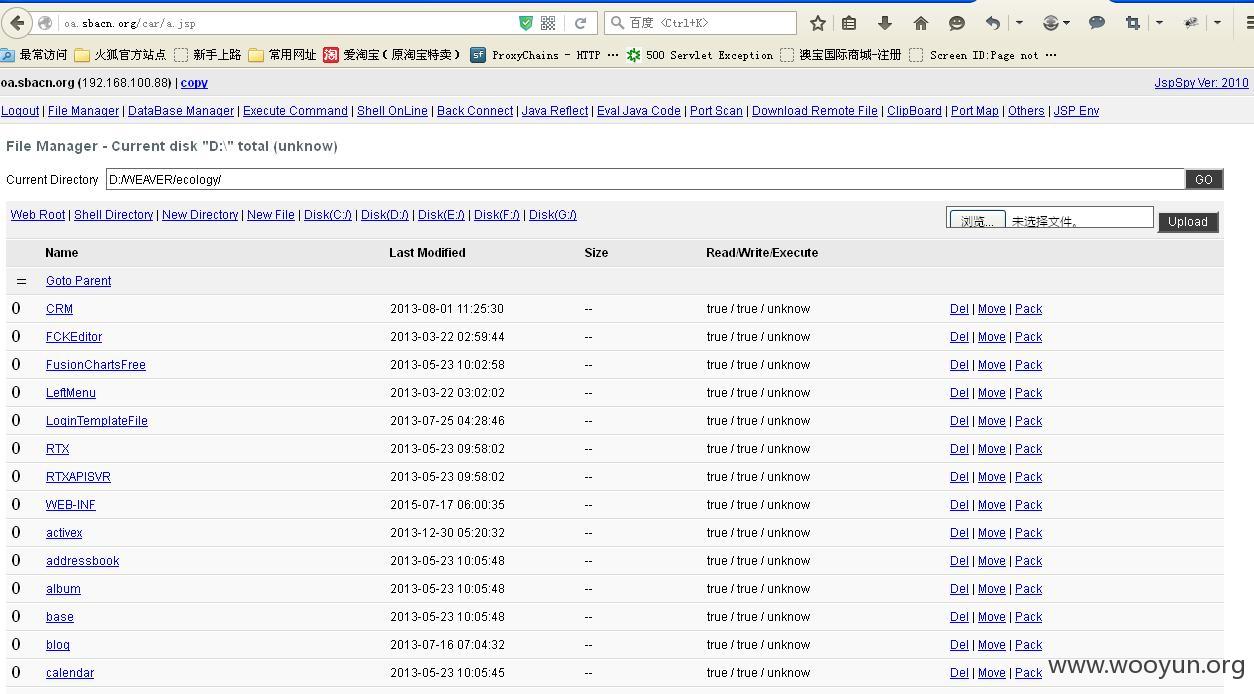 oa.sbacn.org/car/a.jsp 百度 <Ctrl+K>
最常访问 火狐官方站点 新手上路 常用网址 淘 爱淘宝（原淘宝特卖） sf ProxyChains - HTTP ··· 500 Servlet Exception 澳宝国际商城-注册 Screen ID:Page not ···
oa.sbacn.org (192.168.100.88) | copy JspSpy Ver: 2010
Logout | File Manager | DataBase Manager | Execute Command | Shell OnLine | Back Connect | Java Reflect | Eval Java Code | Port Scan | Download Remote File | ClipBoard | Port Map | Others | JSP Env
File Manager - Current disk "D:\" total (unknow)
Current Directory D:/WEAVER/ecology/ GO
Web Root | Shell Directory | New Directory | New File | Disk(C:/) | Disk(D:/) | Disk(E:/) | Disk(F:/) | Disk(G:/) 浏览... 未选择文件。 Upload
Name Last Modified Size Read/Write/Execute
= Goto Parent
0 CRM 2013-08-01 11:25:30 -- true / true / unknow Del | Move | Pack
0 FCKEditor 2013-03-22 02:59:44 -- true / true / unknow Del | Move | Pack
0 FusionChartsFree 2013-05-23 10:02:58 -- true / true / unknow Del | Move | Pack
0 LeftMenu 2013-03-22 03:02:02 -- true / true / unknow Del | Move | Pack
0 LoginTemplateFile 2013-07-25 04:28:46 -- true / true / unknow Del | Move | Pack
0 RTX 2013-05-23 09:58:02 -- true / true / unknow Del | Move | Pack
0 RTXAPISVR 2013-05-23 09:58:02 -- true / true / unknow Del | Move | Pack
0 WEB-INF 2015-07-17 06:00:35 -- true / true / unknow Del | Move | Pack
0 activex 2013-12-30 05:20:32 -- true / true / unknow Del | Move | Pack
0 addressbook 2013-05-23 10:05:48 -- true / true / unknow Del | Move | Pack
0 album 2013-05-23 10:05:48 -- true / true / unknow Del | Move | Pack
0 base 2013-05-23 10:05:48 -- true / true / unknow Del | Move | Pack
0 blog 2013-07-16 07:04:32 -- true / true / unknow Del | Move | Pack
0 calendar 2013-05-23 10:05:45 -- true / true / unknow Del | Move | Pack
www.wooyun.org